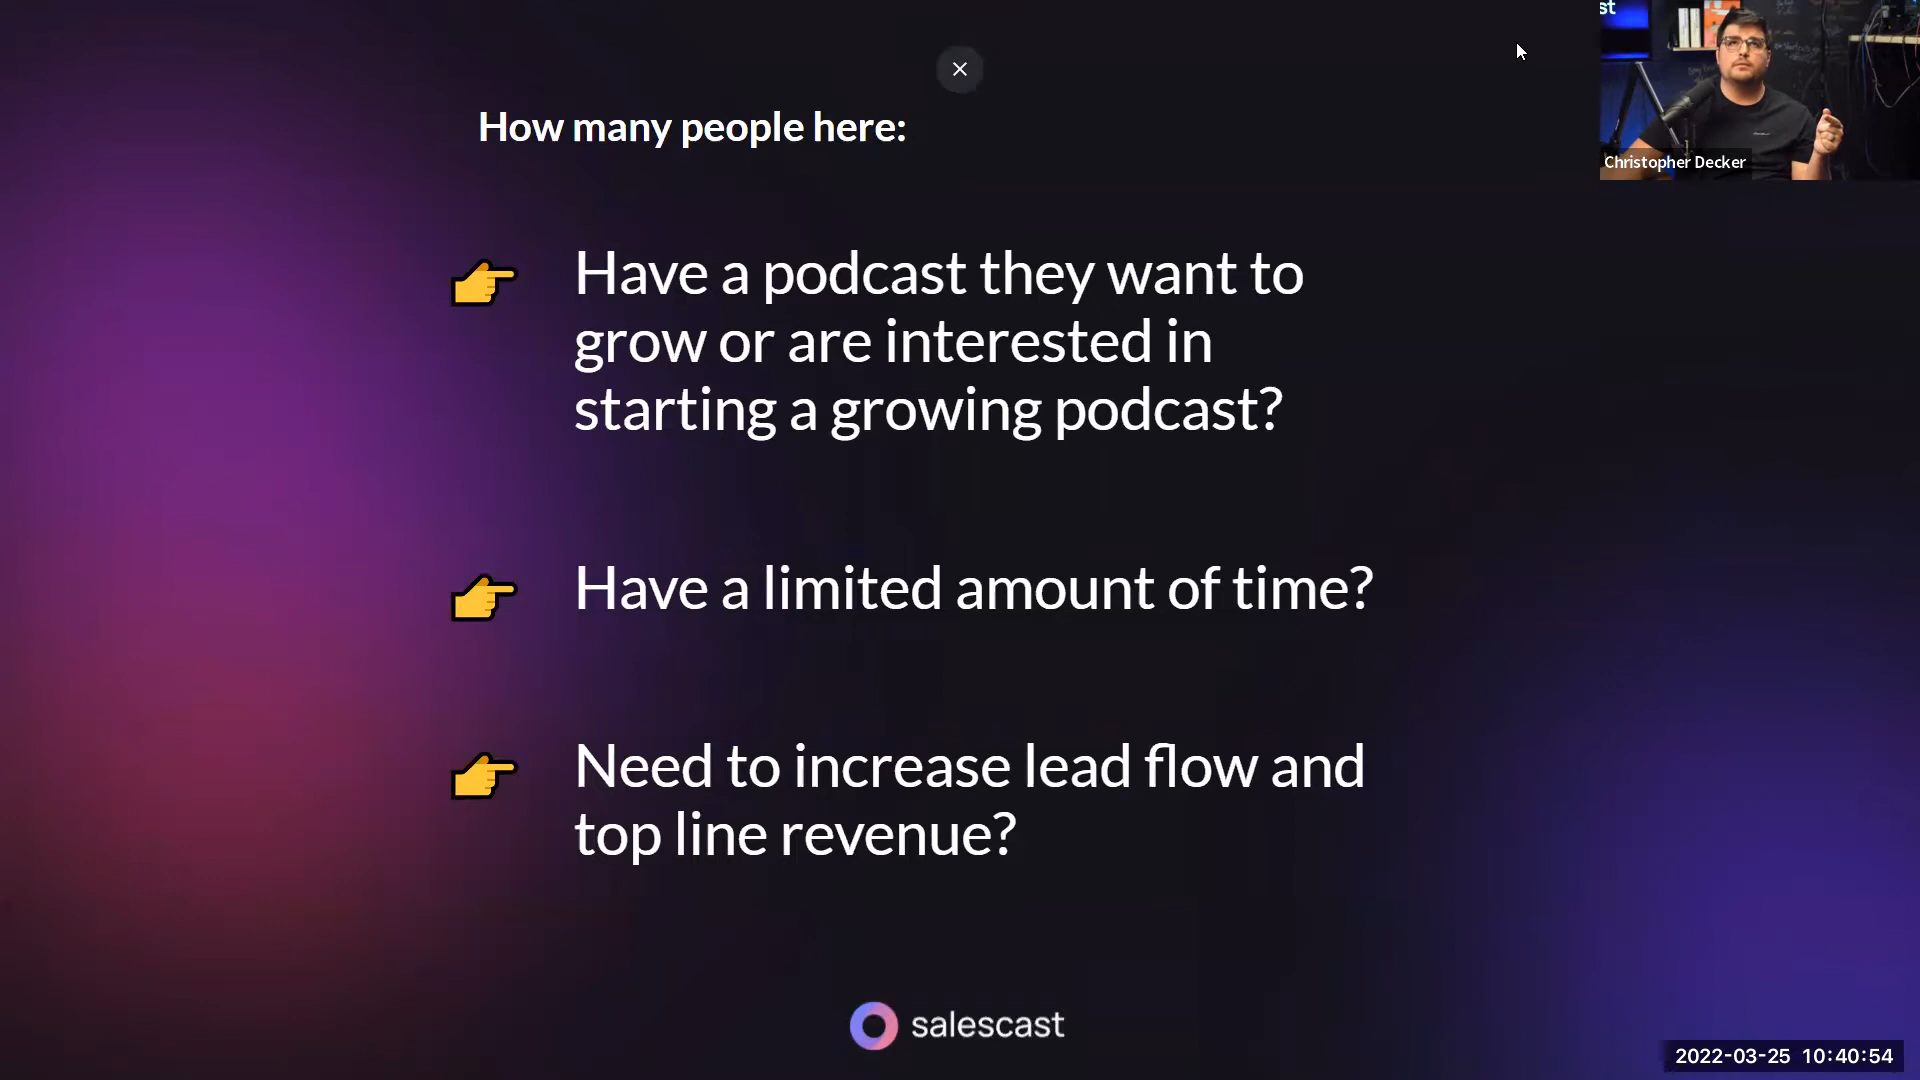 st
Christopher Decker
How many people here:
Have a podcast they want to
grow or are interested in
starting a growing podcast?
Have a limited amount of time?
Need to increase lead flow and
top line revenue?
salescast
2022-03-25 10:40:54